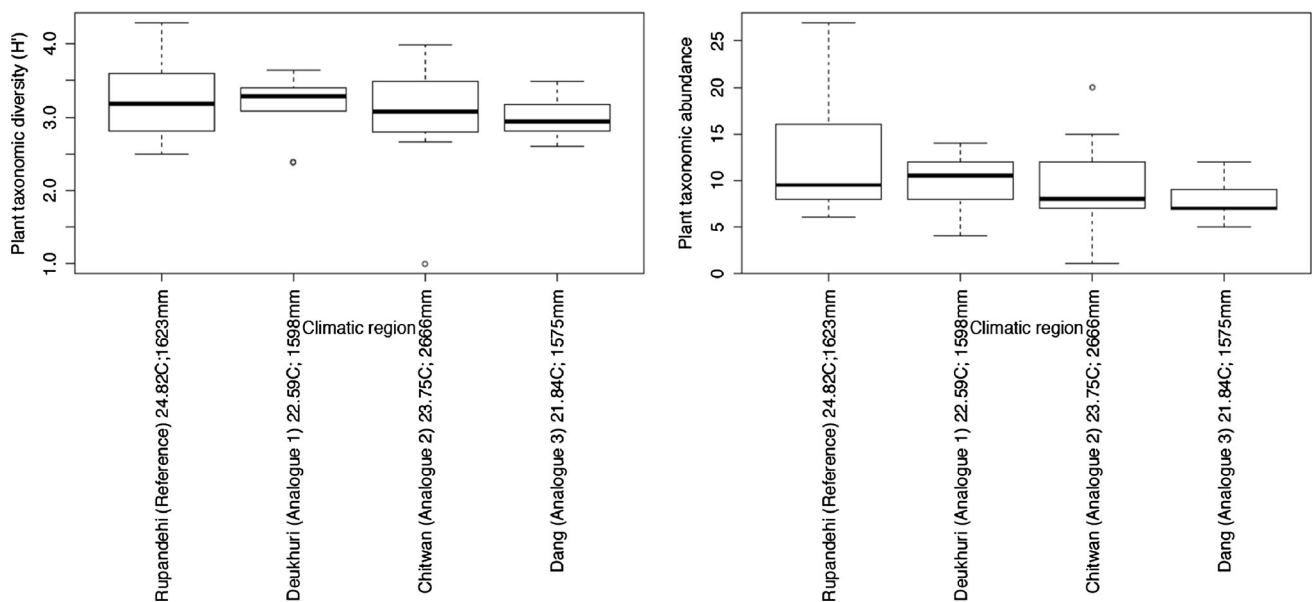 Plant taxonomic diversity (H')
4.0
3.0
2.0
1.0
Rupandehi (Reference) 24.82C;1623mm
Deukhuri (Analogue 1) 22.59C; 1598mm
Chitwan (Analogue 2) 23.75C; 2666mm
Dang (Analogue 3) 21.84C; 1575mm
Climatic region
Plant taxonomic abundance
25
20
15
10
5
0
Rupandehi (Reference) 24.82C;1623mm
Deukhuri (Analogue 1) 22.59C; 1598mm
Chitwan (Analogue 2) 23.75C; 2666mm
Dang (Analogue 3) 21.84C; 1575mm
Climatic region